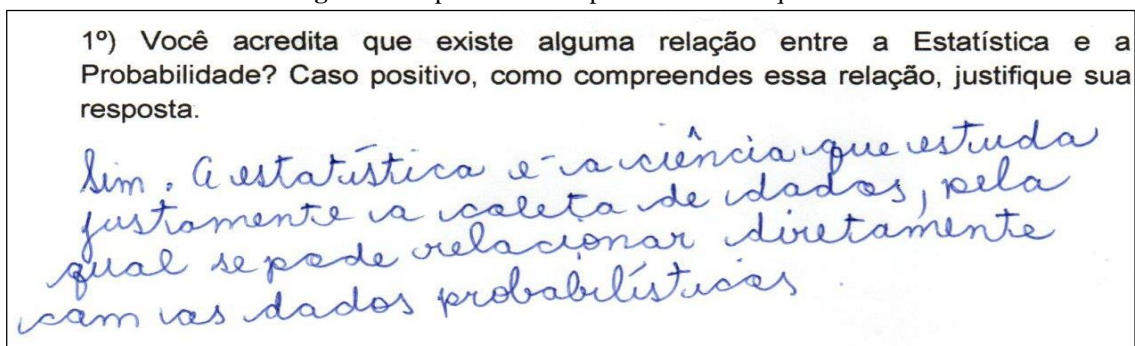 1º) Você acredita que existe alguma relação entre a Estatística e a
Probabilidade? Caso positivo, como compreendes essa relação, justifique sua
resposta.
Sim. A estatística é a ciência que estuda
justamente a coleta de dados, pela
qual se pode relacionar diretamente
com os dados probabilísticos